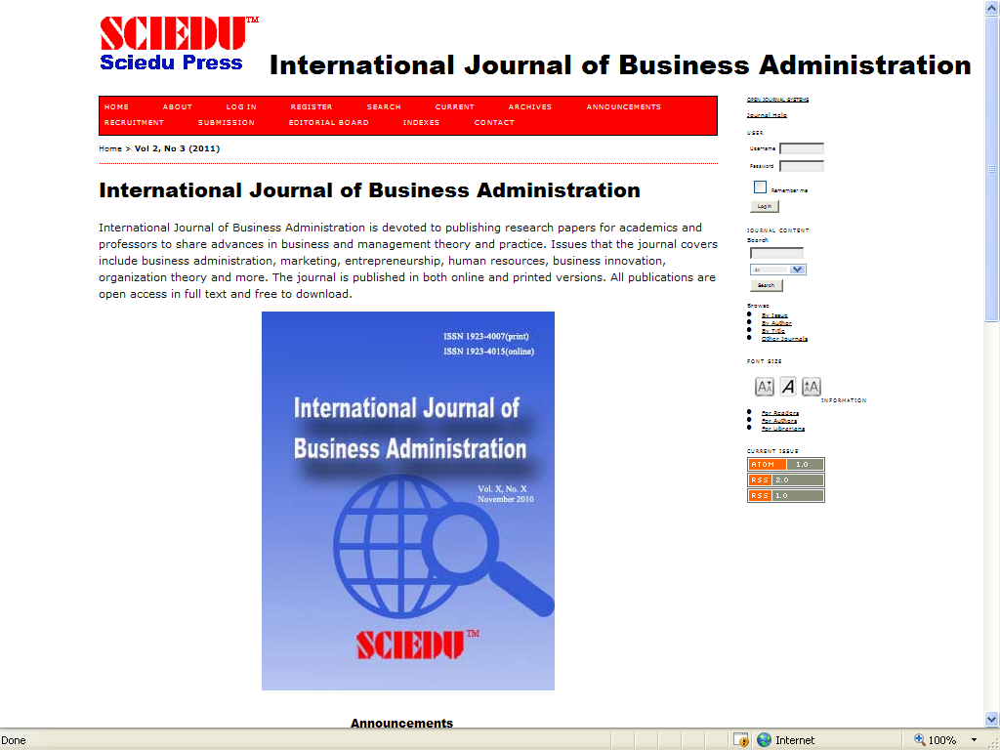 SCIEDU™
Sciedu Press
International Journal of Business Administration
HOME ABOUT LOG IN REGISTER SEARCH CURRENT ARCHIVES ANNOUNCEMENTS
RECRUITMENT SUBMISSION EDITORIAL BOARD INDEXES CONTACT
Home > Vol 2, No 3 (2011)
International Journal of Business Administration
International Journal of Business Administration is devoted to publishing research papers for academics and
professors to share advances in business and management theory and practice. Issues that the journal covers
include business administration, marketing, entrepreneurship, human resources, business innovation,
organization theory and more. The journal is published in both online and printed versions. All publications are
open access in full text and free to download.
ISSN 1923-4007(print)
ISSN 1923-4015(online)
International Journal of
Business Administration
Vol. X, No. X
November 2010
SCIEDU™
Announcements
OPEN JOURNAL SYSTEMS
Journal Help
USER
Username
Password
Remember me
Log In
JOURNAL CONTENT
Search
All
Search
Browse
By Issue
By Author
By Title
Other Journals
FONT SIZE
A A A A A
INFORMATION
For Readers
For Authors
For Librarians
CURRENT ISSUE
ATOM 1.0
RSS 2.0
RSS 1.0
Done Internet 100%